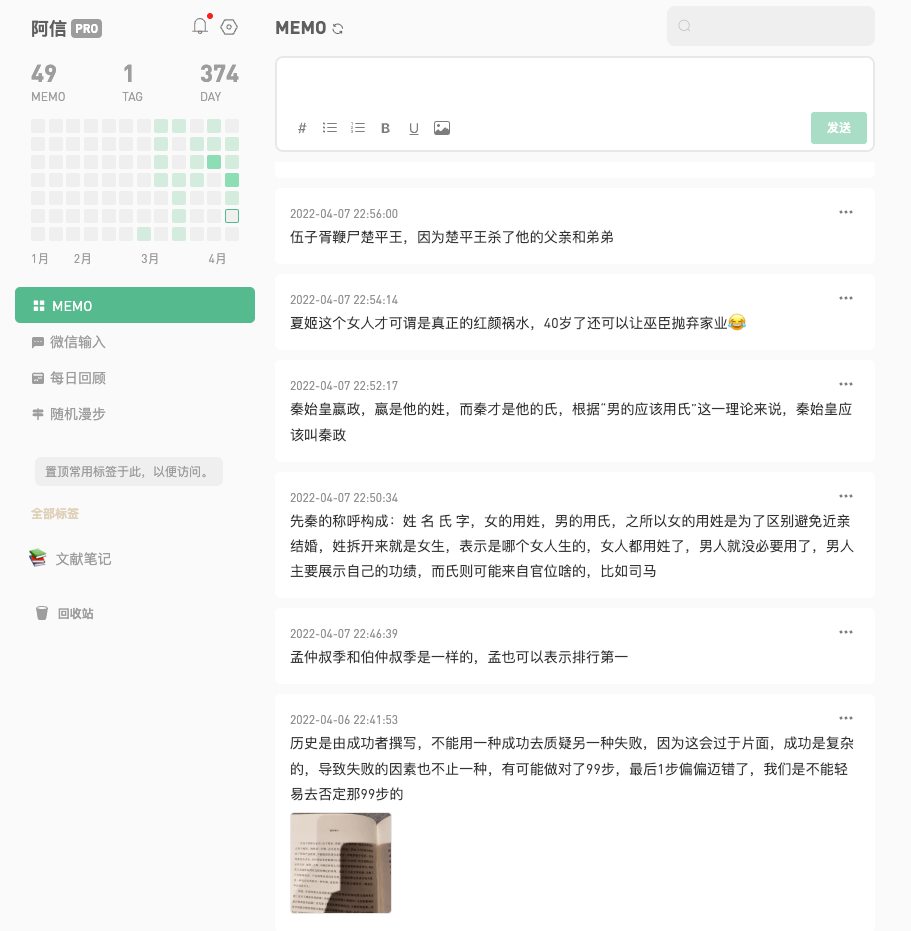 阿信 PRO
49 1 374
MEMO TAG DAY
1月 2月 3月 4月
MEMO
微信输入
每日回顾
随机漫步
置顶常用标签于此，以便访问。
全部标签
文献笔记
回收站
MEMO
# B U
发送
2022-04-07 22:56:00
伍子胥鞭尸楚平王，因为楚平王杀了他的父亲和弟弟
2022-04-07 22:54:14
夏姬这个女人才可谓是真正的红颜祸水，40岁了还可以让巫臣抛弃家业😂
2022-04-07 22:52:17
秦始皇嬴政，嬴是他的姓，而秦才是他的氏，根据“男的应该用氏”这一理论来说，秦始皇应
该叫秦政
2022-04-07 22:50:34
先秦的称呼构成：姓 名 氏 字，女的用姓，男的用氏，之所以女的用姓是为了区别避免近亲
结婚，姓拆开来就是女生，表示是哪个女人生的，女人都用姓了，男人就没必要用了，男人
主要展示自己的功绩，而氏则可能来自官位啥的，比如司马
2022-04-07 22:46:39
孟仲叔季和伯仲叔季是一样的，孟也可以表示排行第一
2022-04-06 22:41:53
历史是由成功者撰写，不能用一种成功去质疑另一种失败，因为这会过于片面，成功是复杂
的，导致失败的因素也不止一种，有可能做对了99步，最后1步偏偏迈错了，我们是不能轻
易去否定那99步的